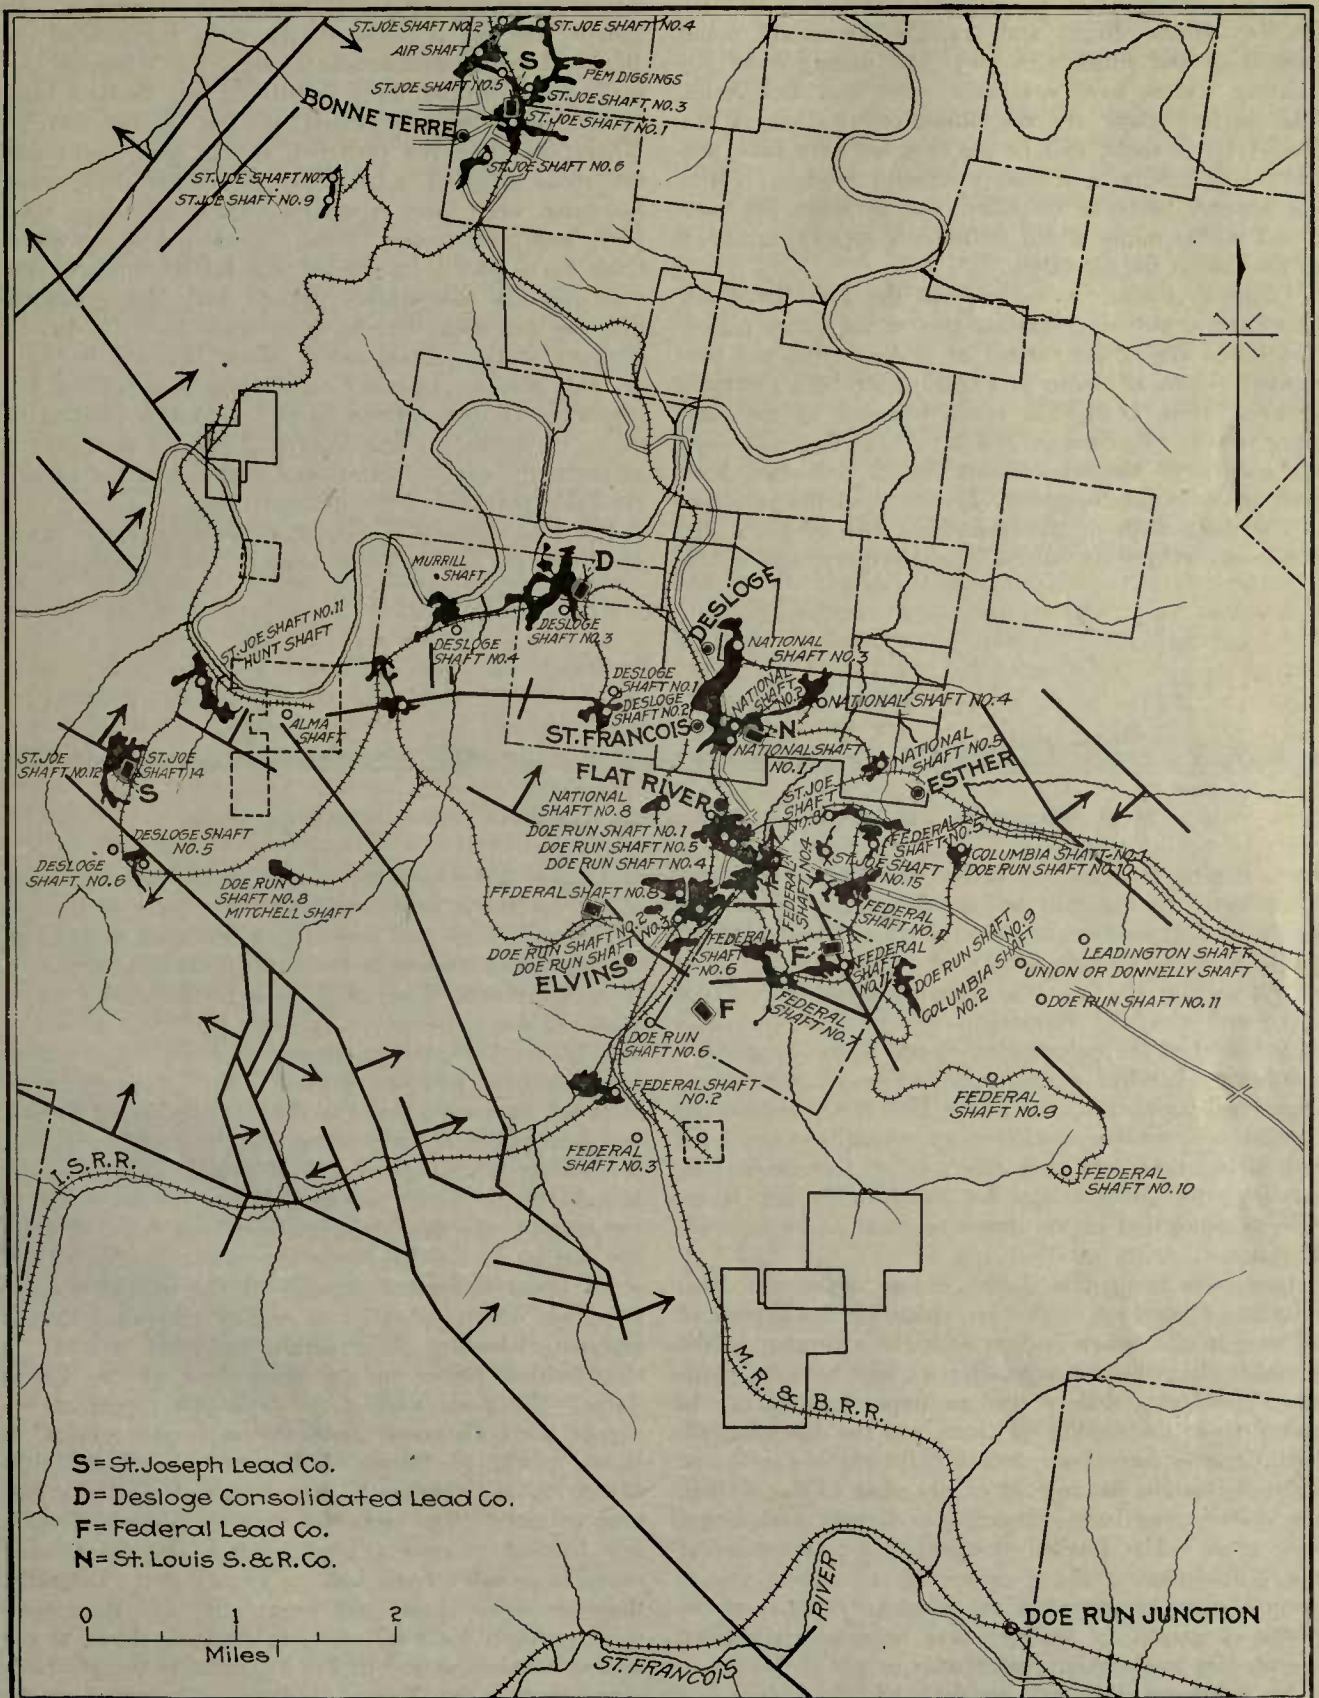 ST. JOE SHAFT NO. 2
ST. JOE SHAFT NO. 4
AIR SHAFT
S
PEM DIGGINGS
ST. JOE SHAFT NO. 5
ST. JOE SHAFT NO. 3
BONNE TERRE
ST. JOE SHAFT NO. 1
ST. JOE SHAFT NO. 6
ST. JOE SHAFT NO. 7
ST. JOE SHAFT NO. 9
MURRILL
SHAFT
D
DESLOGE
ST. JOE SHAFT NO. 11
HUNT SHAFT
DESLOGE
SHAFT NO. 3
DESLOGE
SHAFT NO. 4
NATIONAL
SHAFT NO. 3
DESLOGE
SHAFT NO. 1
DESLOGE
SHAFT NO. 2
NATIONAL
SHAFT
NO. 2
NATIONAL SHAFT NO. 4
ALMA
SHAFT
ST. FRANCOIS
N
NATIONAL SHAFT
NO. 1
NATIONAL
SHAFT NO. 5
ST. JOE
SHAFT NO. 12
ST. JOE
SHAFT 14
S
FLAT RIVER
ESTHER
NATIONAL
SHAFT NO. 8
ST. JOE
SHAFT
NO. 8
DESLOGE SHAFT
NO. 5
DOE RUN SHAFT NO. 1
DOE RUN SHAFT NO. 5
DOE RUN SHAFT NO. 4
FEDERAL
SHAFT NO. 5
DESLOGE
SHAFT NO. 6
COLUMBIA SHAFT NO. 1
DOE RUN SHAFT NO. 10
DOE RUN
SHAFT NO. 8
MITCHELL SHAFT
FFDERAL SHAFT NO. 8
FEDERAL
SHAFT NO. 4
ST. JOE SHAFT
NO. 15
FEDERAL
SHAFT NO. 1
DOE RUN SHAFT NO. 2
DOE RUN SHAFT NO. 3
ELVINS
FEDERAL
SHAFT
NO. 6
F
FEDERAL
SHAFT
NO. 11
DOE RUN SHAFT NO. 9
COLUMBIA SHAFT
NO. 2
LEADINGTON SHAFT
UNION OR DONNELLY SHAFT
DOE RUN SHAFT NO. 11
F
FEDERAL
SHAFT NO. 7
DOE RUN
SHAFT NO. 6
FEDERAL SHAFT
NO. 2
FEDERAL
SHAFT NO. 9
FEDERAL
SHAFT NO. 3
FEDERAL
SHAFT NO. 10
I. S. R. R.
M. R. & B. R. R.
S = St. Joseph Lead Co.
D = Desloge Consolidated Lead Co.
F = Federal Lead Co.
N = St. Louis S. & R. Co.
0 1 2
Miles
RIVER
ST. FRANCOIS
DOE RUN JUNCTION